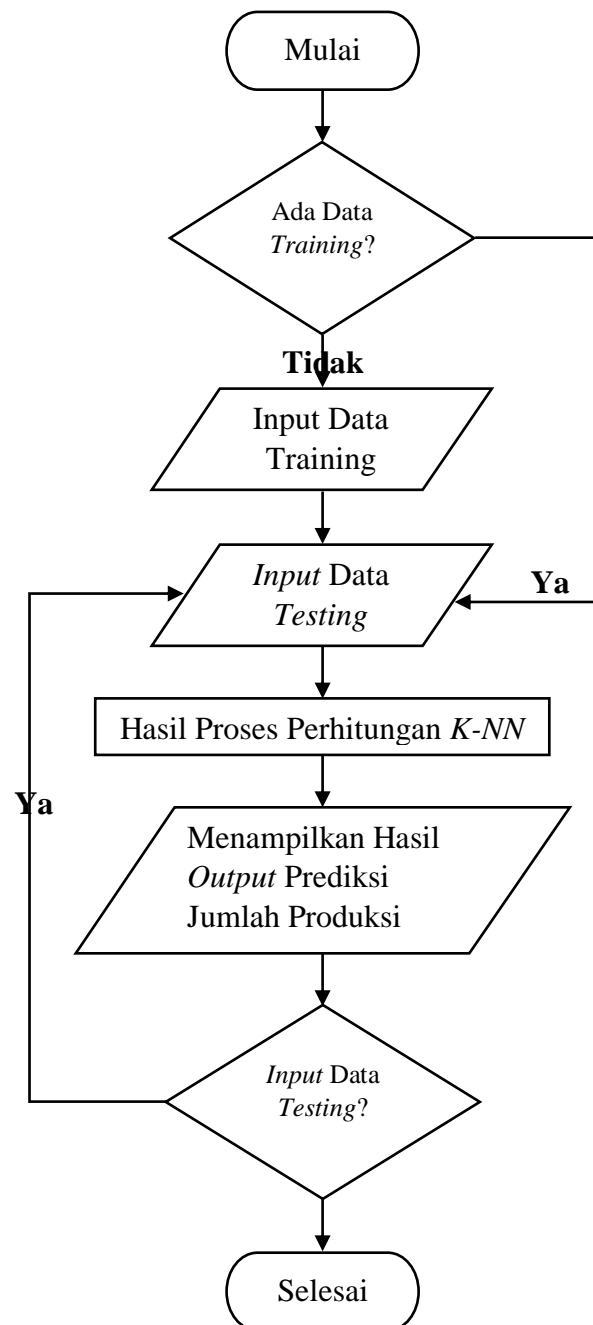 Mulai
Ada Data
Training?
Tidak
Input Data
Training
Input Data
Testing
Ya
Hasil Proses Perhitungan K-NN
Ya
Menampilkan Hasil
Output Prediksi
Jumlah Produksi
Input Data
Testing?
Selesai